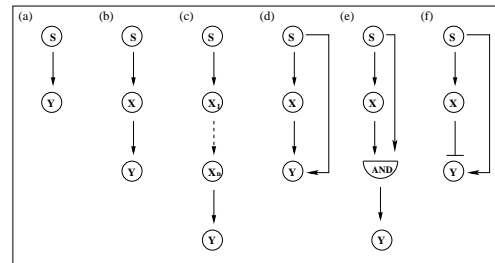 (a) (b) (c) (d) (e) (f)
S S S S S S
Y X X1 X X X
Y Xn Y AND Y
Y Y